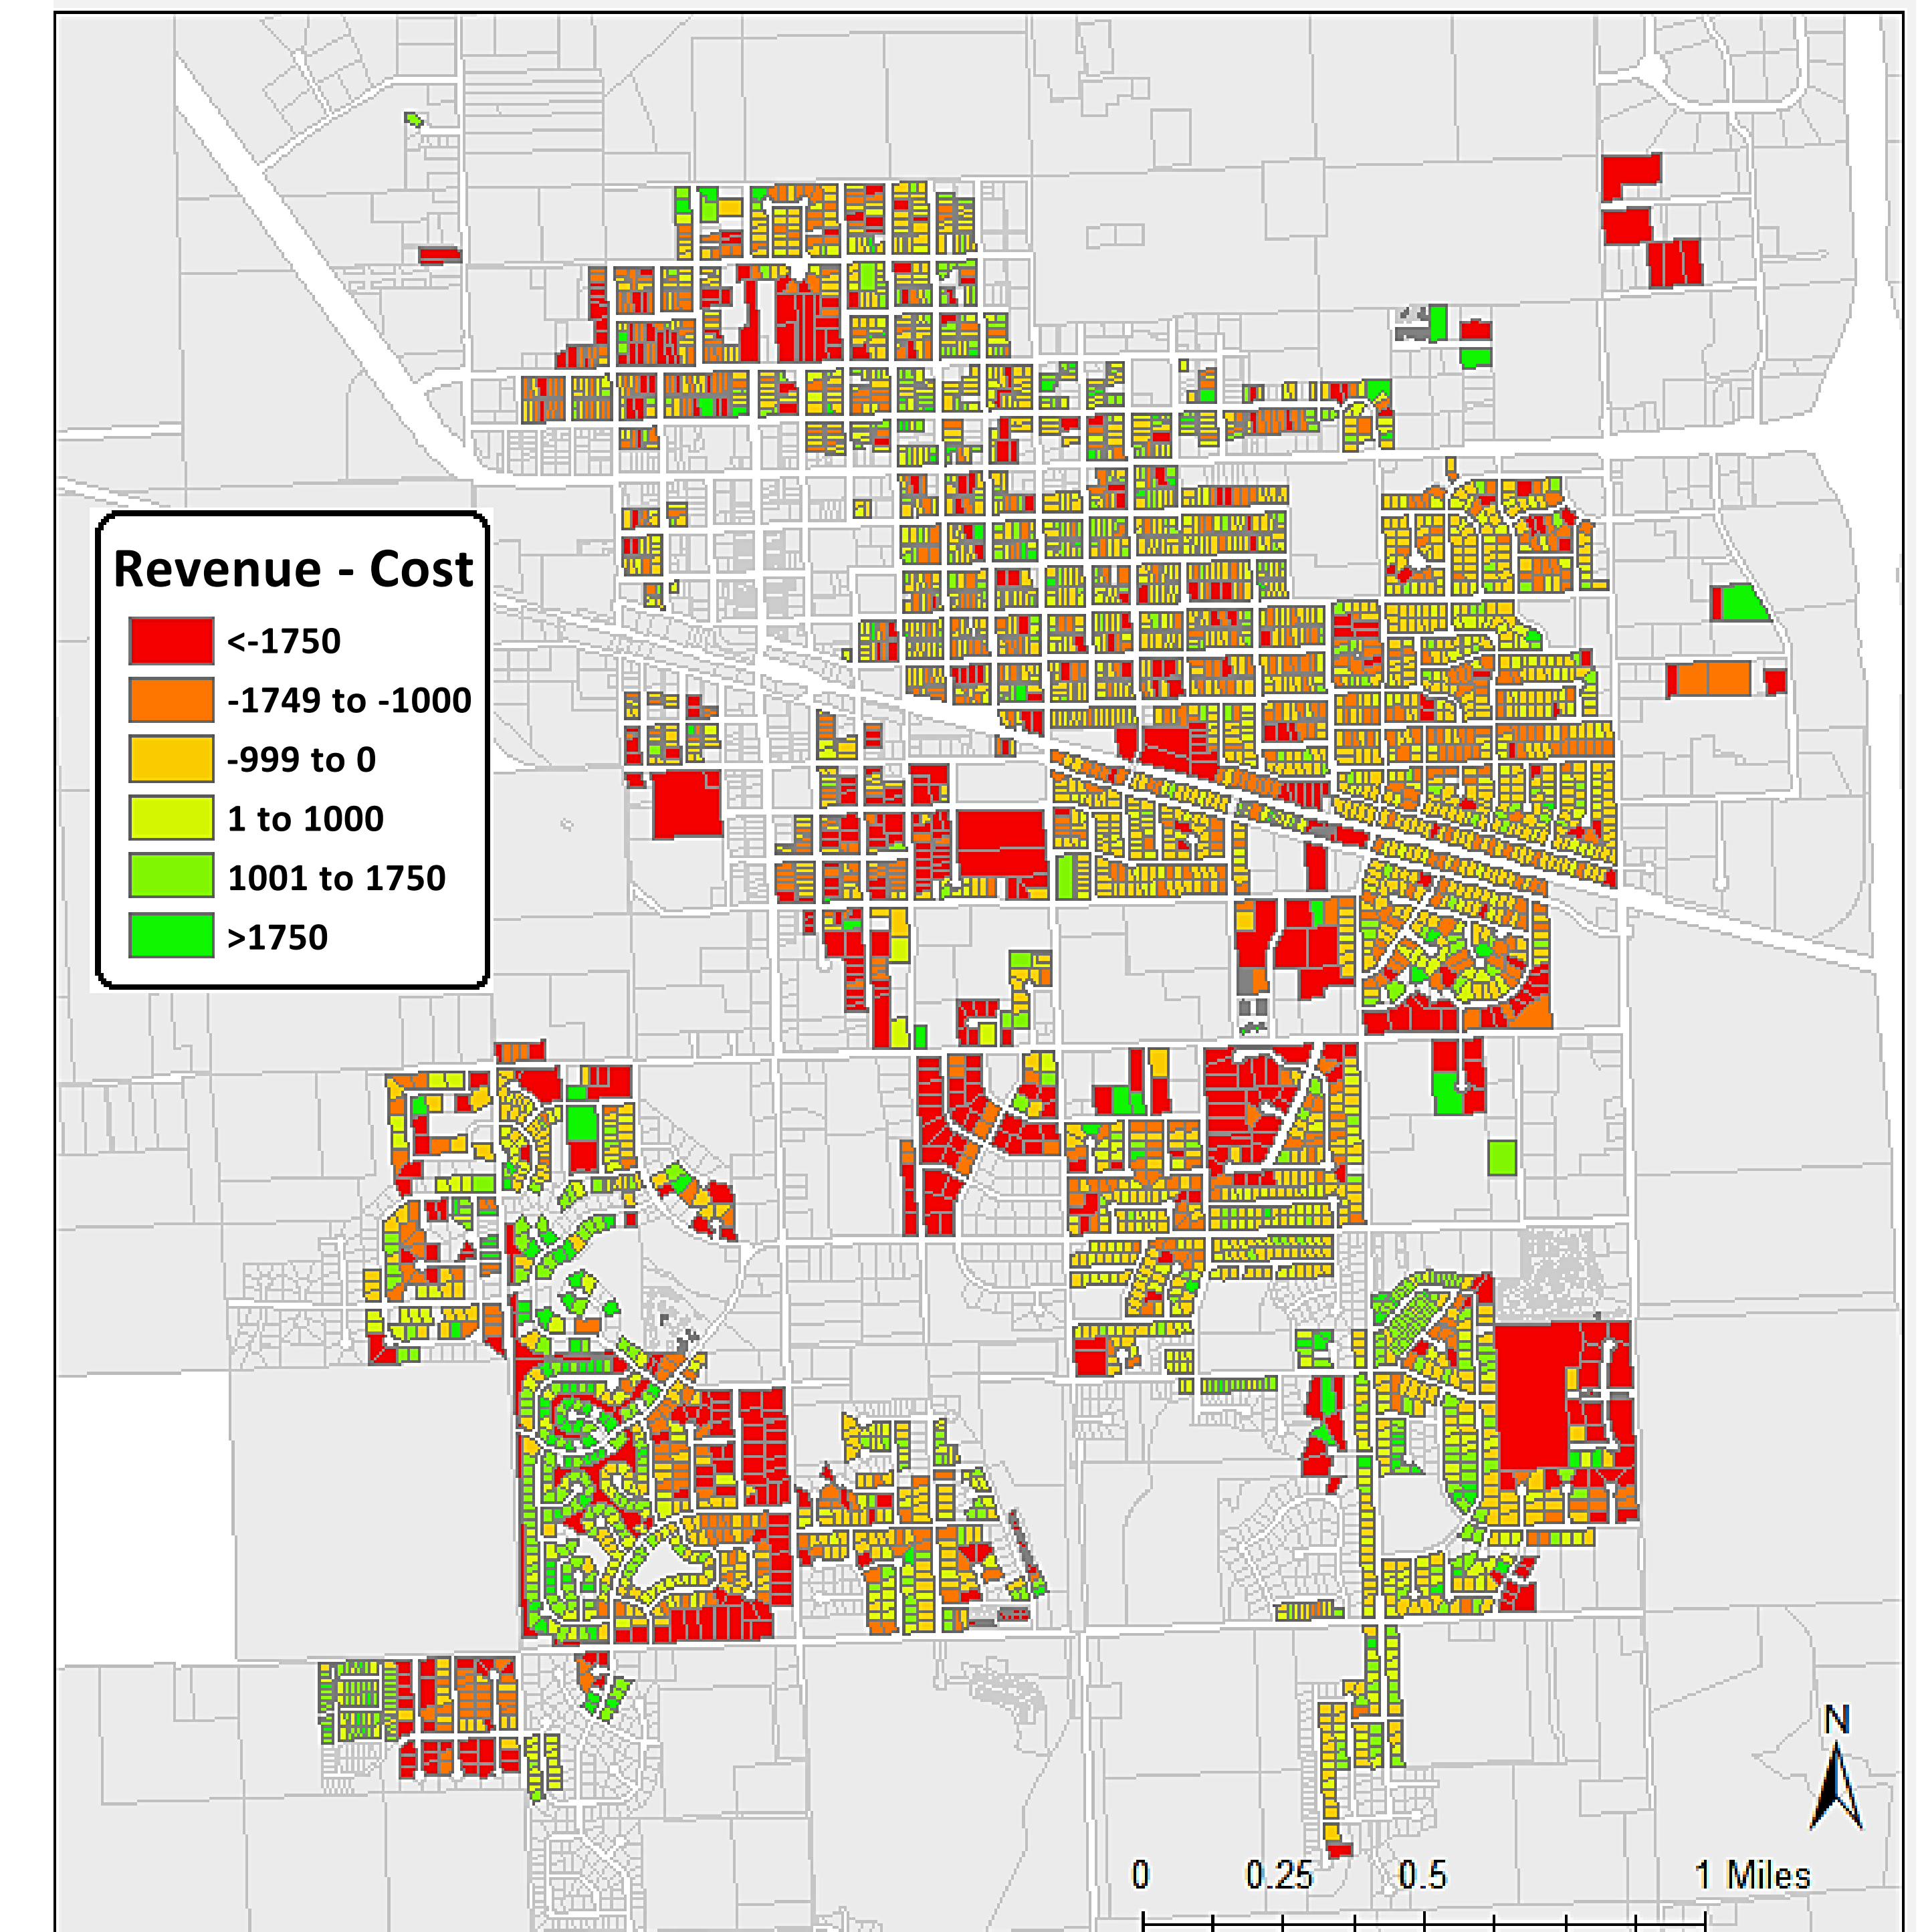 Revenue - Cost
<-1750
-1749 to -1000
-999 to 0
1 to 1000
1001 to 1750
>1750
N
0 0.25 0.5 1 Miles